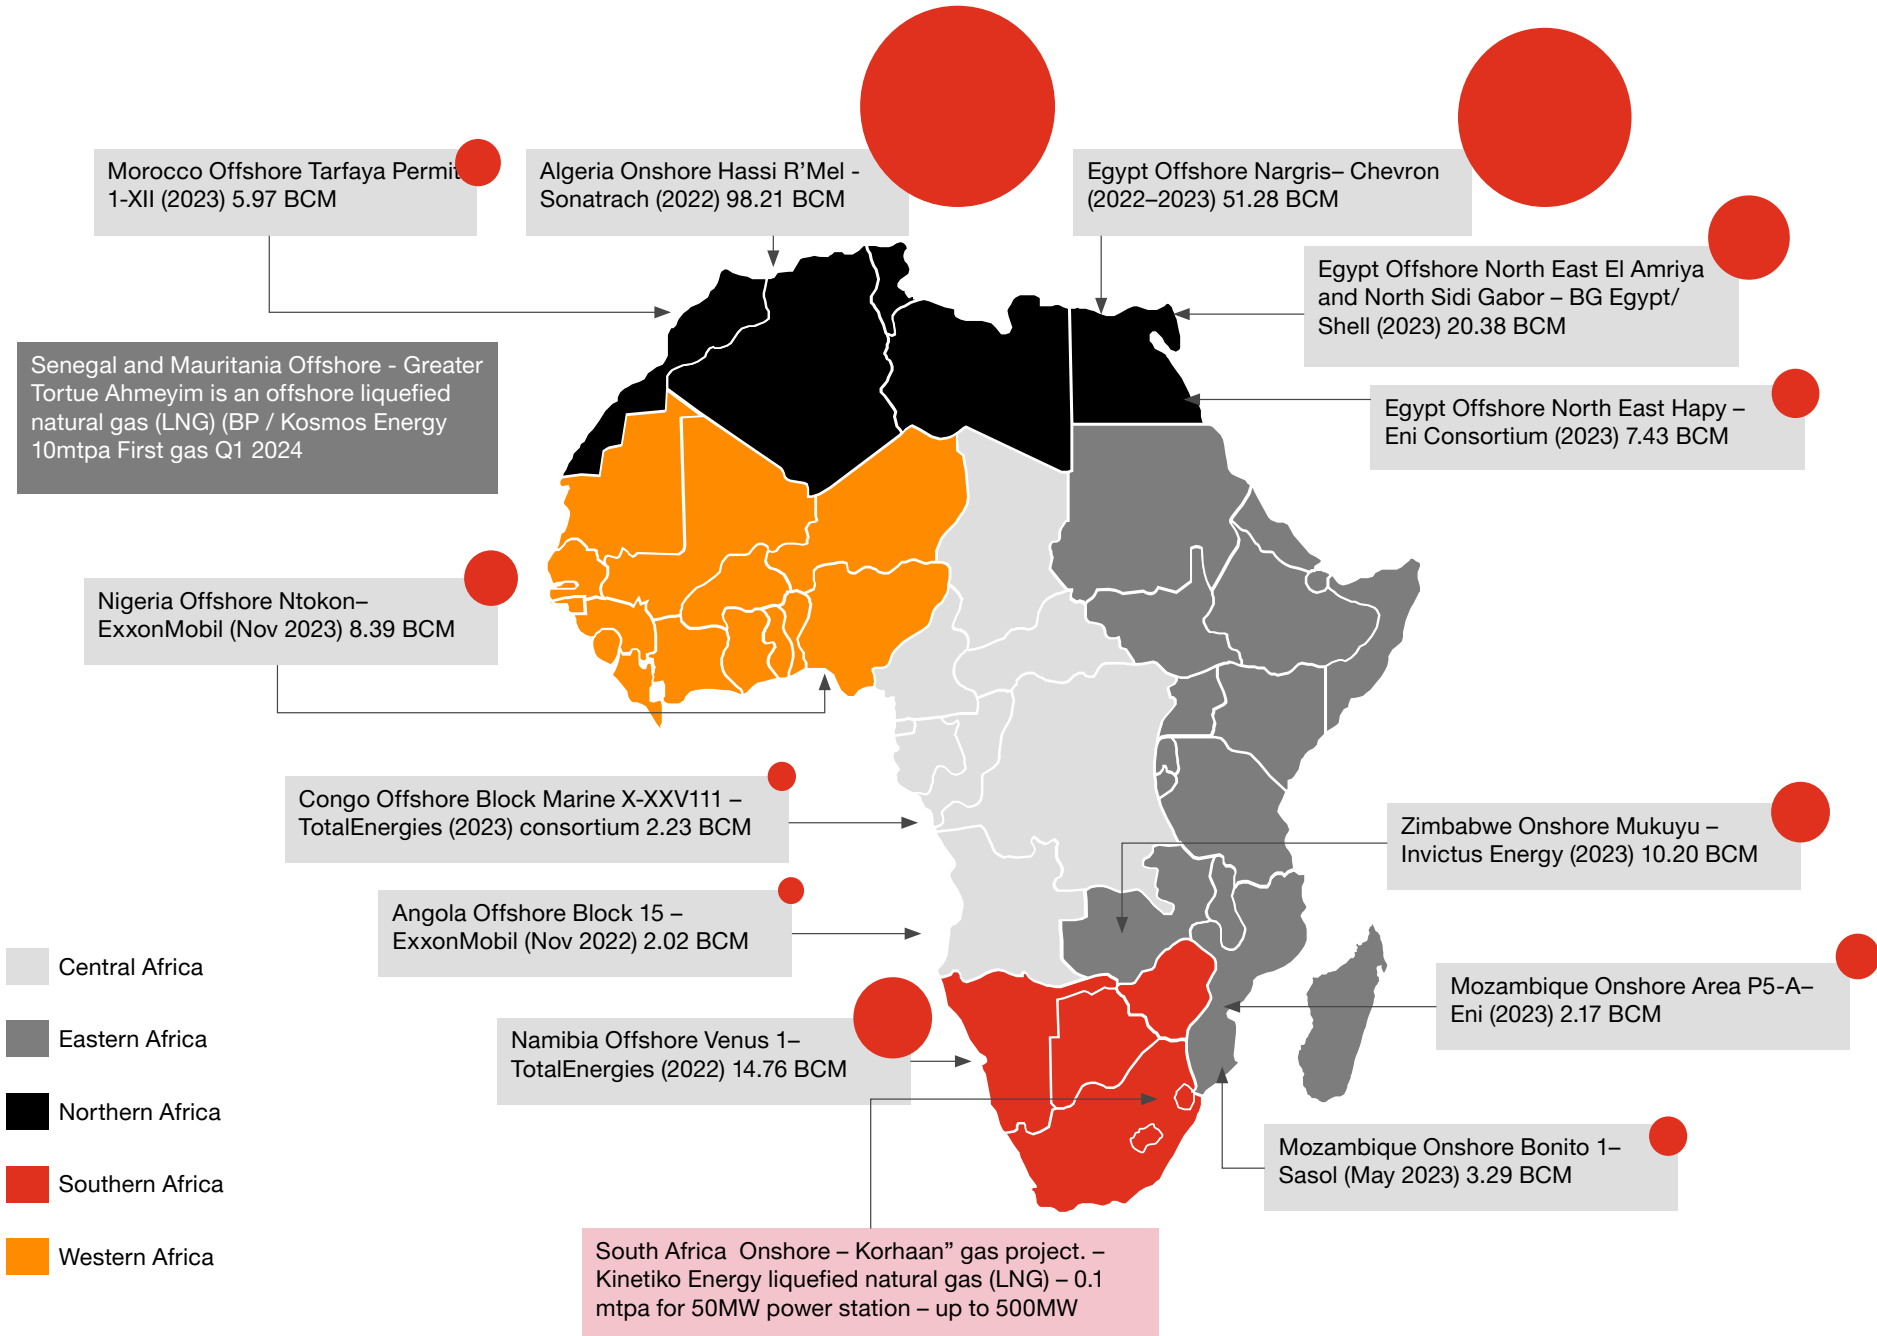 Morocco Offshore Tarfaya Permit
1-XII (2023) 5.97 BCM
Algeria Onshore Hassi R’Mel -
Sonatrach (2022) 98.21 BCM
Egypt Offshore Nargris– Chevron
(2022–2023) 51.28 BCM
Egypt Offshore North East El Amriya
and North Sidi Gabor – BG Egypt/
Shell (2023) 20.38 BCM
Senegal and Mauritania Offshore - Greater
Tortue Ahmeyim is an offshore liquefied
natural gas (LNG) (BP / Kosmos Energy
10mtpa First gas Q1 2024
Egypt Offshore North East Hapy –
Eni Consortium (2023) 7.43 BCM
Nigeria Offshore Ntokon–
ExxonMobil (Nov 2023) 8.39 BCM
Congo Offshore Block Marine X-XXV111 –
TotalEnergies (2023) consortium 2.23 BCM
Zimbabwe Onshore Mukuyu –
Invictus Energy (2023) 10.20 BCM
Angola Offshore Block 15 –
ExxonMobil (Nov 2022) 2.02 BCM
Central Africa
Eastern Africa
Northern Africa
Southern Africa
Western Africa
Mozambique Onshore Area P5-A–
Eni (2023) 2.17 BCM
Namibia Offshore Venus 1–
TotalEnergies (2022) 14.76 BCM
Mozambique Onshore Bonito 1–
Sasol (May 2023) 3.29 BCM
South Africa  Onshore – Korhaan” gas project. –
Kinetiko Energy liquefied natural gas (LNG) – 0.1
mtpa for 50MW power station – up to 500MW